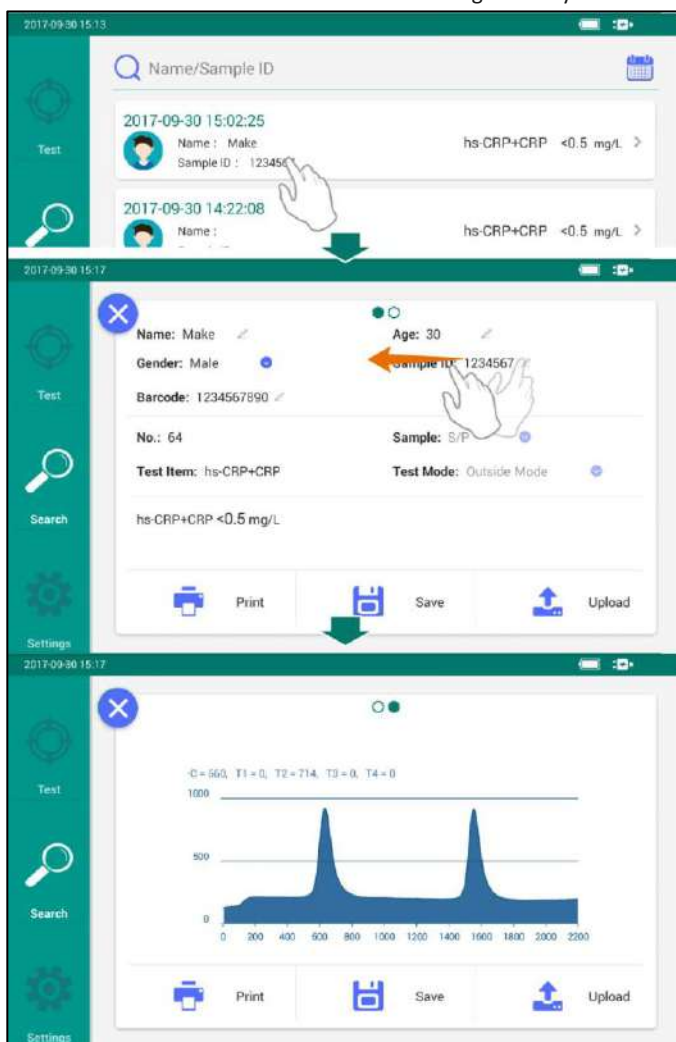 2017-09-30 15:13
Name/Sample ID
2017-09-30 15:02:25
Name : Make
hs-CRP+CRP <0.5 mg/L >
Sample ID : 1234567
Test
2017-09-30 14:22:08
Name :
hs-CRP+CRP <0.5 mg/L >
2017-09-30 15:17
Name: Make Age: 30
Gender: Male Sample ID: 1234567
Test
Barcode: 1234567890
No.: 64 Sample: S/P
Test Item: hs-CRP+CRP Test Mode: Outside Mode
Search
hs-CRP+CRP <0.5 mg/L
Print Save Upload
Settings
2017-09-30 15:17
C = 560, T1 = 0, T2 = 714, T3 = 0, T4 = 0
Test
1000
500
0
0 200 400 600 800 1000 1200 1400 1600 1800 2000 2200
Search
Print Save Upload
Settings